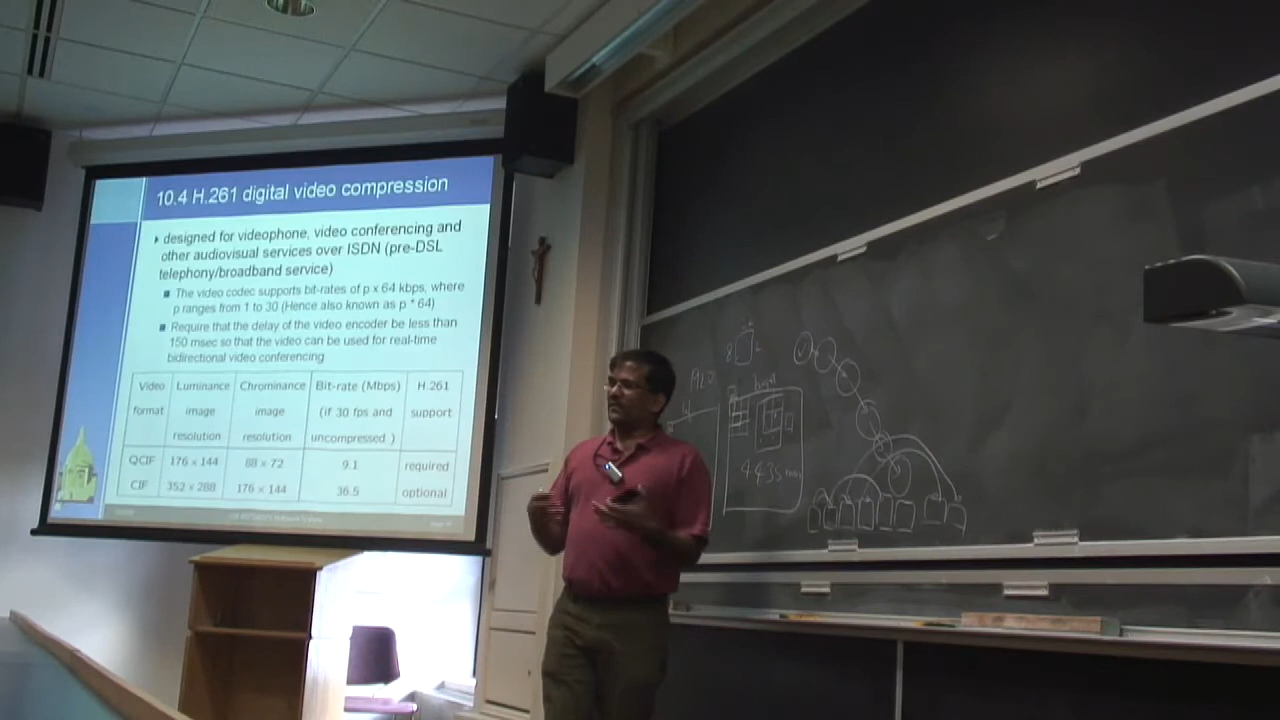 10.4 H.261 digital video compression
designed for videophone, video conferencing and
other audiovisual services over ISDN (pre-DSL
telephony/broadband service)
The video codec supports bit-rates of p x 64 kbps, where
p ranges from 1 to 30 (Hence also known as p * 64)
Require that the delay of the video encoder be less than
150 msec so that the video can be used for real-time
bidirectional video conferencing
Video Luminance Chrominance Bit-rate (Mbps) H.261
format image image (if 30 fps and support
resolution resolution uncompressed )
QCIF 176 × 144 88 × 72 9.1 required
CIF 352 × 288 176 × 144 36.5 optional
8
4435